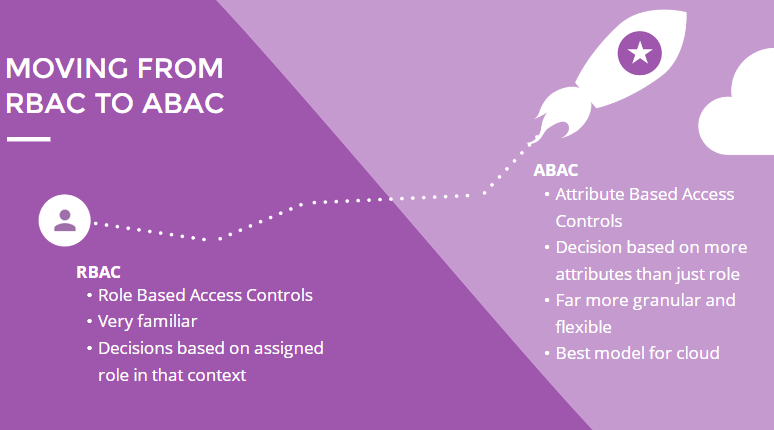 MOVING FROM
RBAC TO ABAC
RBAC
• Role Based Access Controls
• Very familiar
• Decisions based on assigned
role in that context
ABAC
• Attribute Based Access
Controls
• Decision based on more
attributes than just role
• Far more granular and
flexible
• Best model for cloud